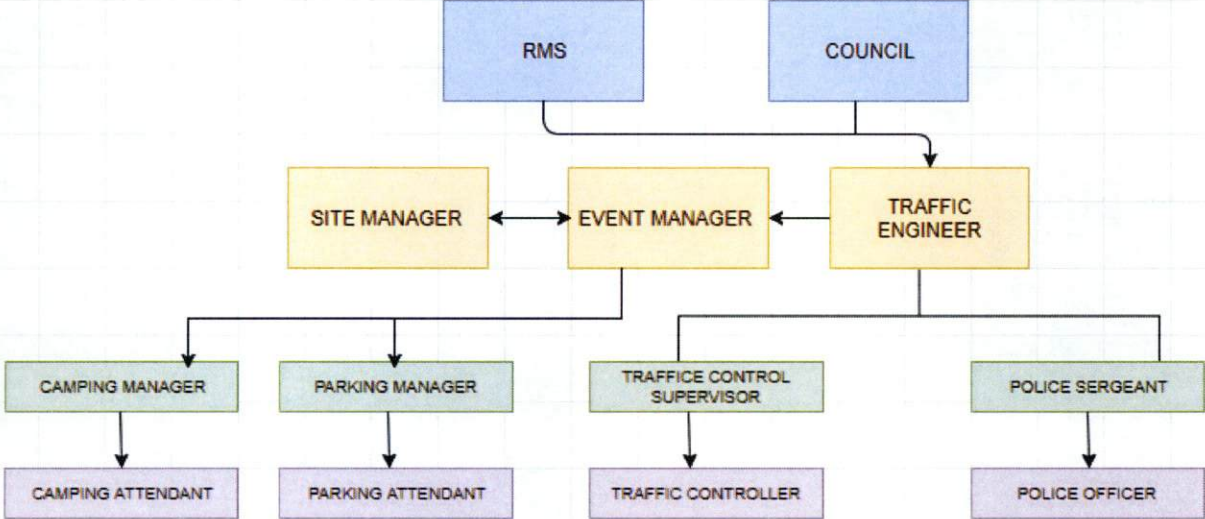 RMS
COUNCIL
SITE MANAGER
EVENT MANAGER
TRAFFIC
ENGINEER
CAMPING MANAGER
PARKING MANAGER
TRAFFICE CONTROL
SUPERVISOR
POLICE SERGEANT
CAMPING ATTENDANT
PARKING ATTENDANT
TRAFFIC CONTROLLER
POLICE OFFICER